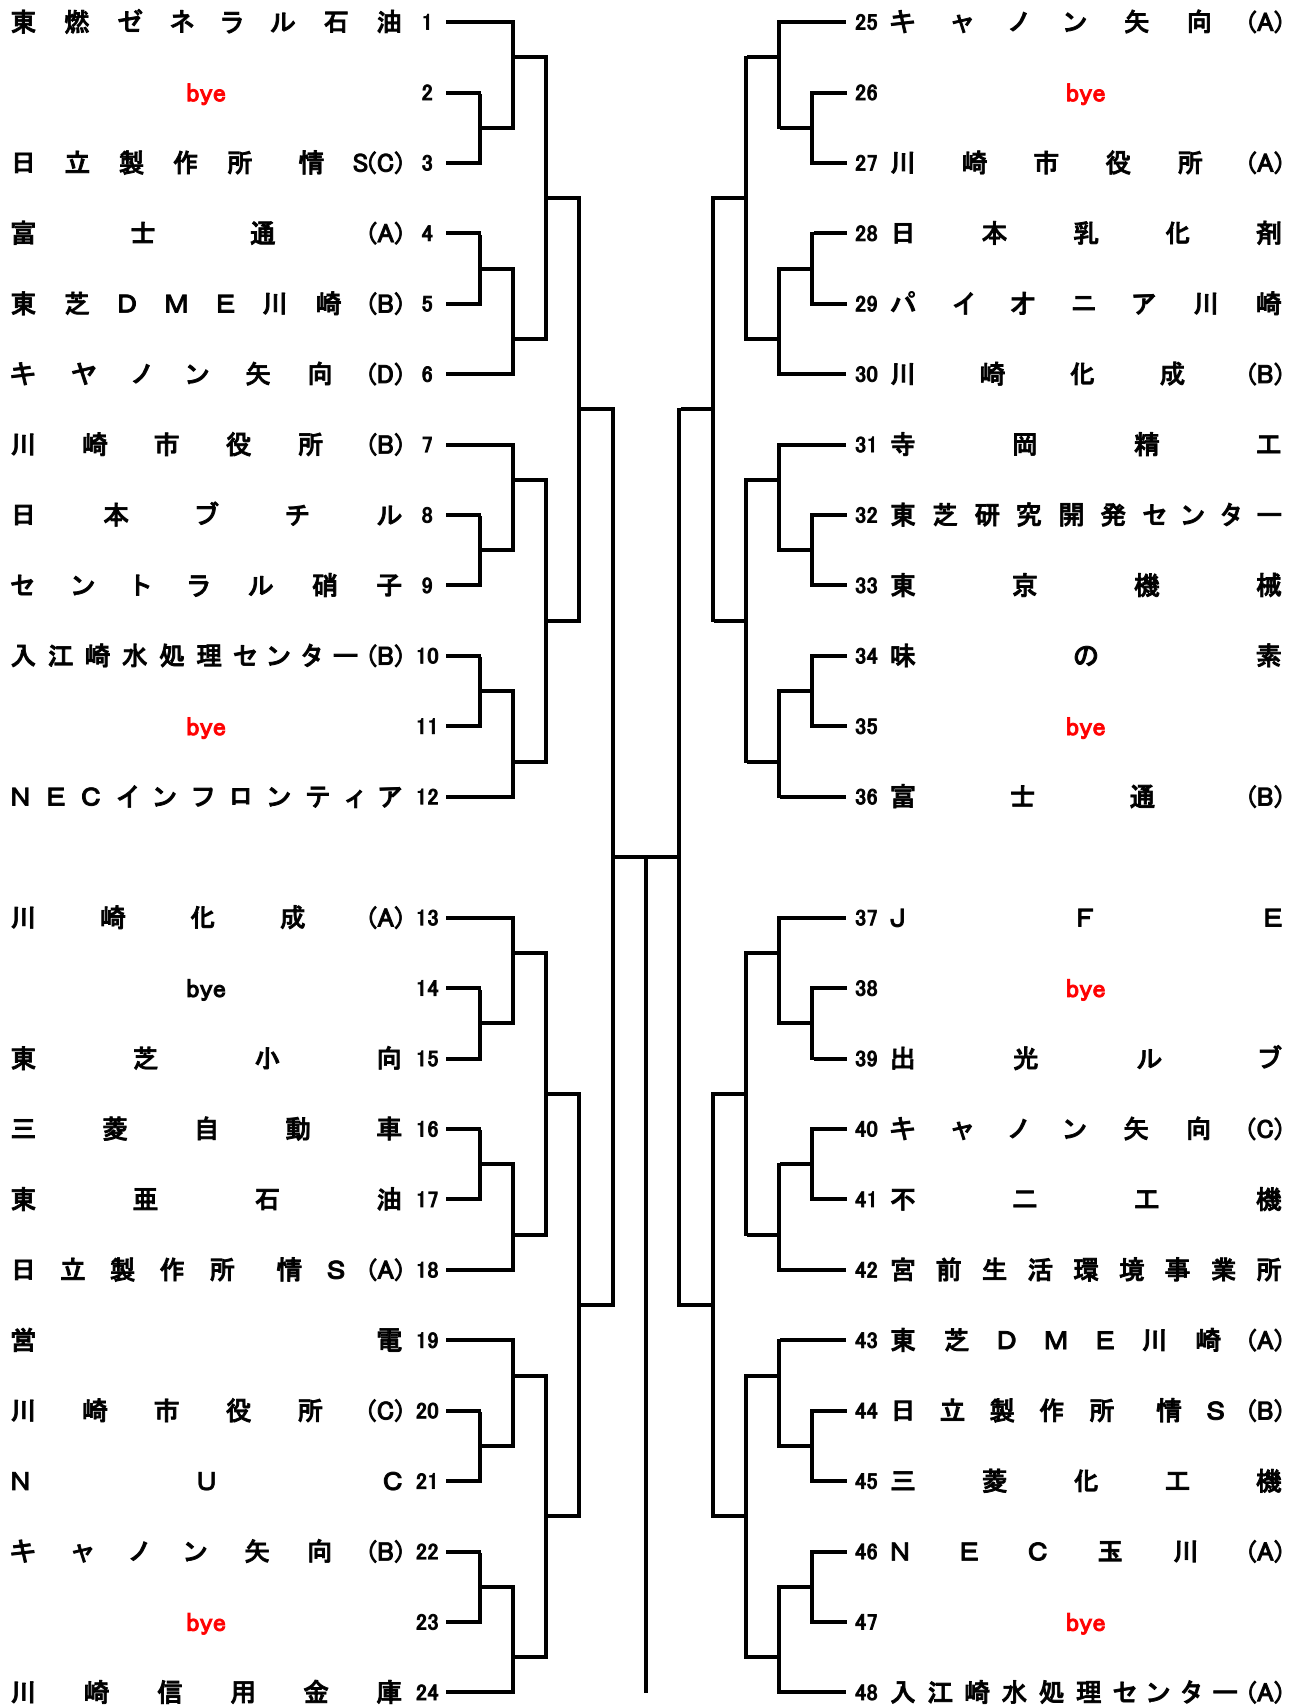 東燃ゼネラル石油 1
bye 2
日立製作所 情S(C) 3
富士通(A) 4
東芝DME川崎(B) 5
キヤノン矢向(D) 6
川崎市役所(B) 7
日本ブチル 8
セントラル硝子 9
入江崎水処理センター(B) 10
bye 11
NECインフロンティア 12
川崎化成(A) 13
bye 14
東芝小向 15
三菱自動車 16
東亜石油 17
日立製作所 情S(A) 18
営電 19
川崎市役所(C) 20
NUC 21
キャノン矢向(B) 22
bye 23
川崎信用金庫 24
25 キャノン矢向(A)
26 bye
27 川崎市役所(A)
28 日本乳化剤
29 パイオニア川崎
30 川崎化成(B)
31 寺岡精工
32 東芝研究開発センター
33 東京機械
34 味の素
35 bye
36 富士通(B)
37 JFE
38 bye
39 出光ルブ
40 キャノン矢向(C)
41 不二工機
42 宮前生活環境事業所
43 東芝DME川崎(A)
44 日立製作所 情S(B)
45 三菱化工機
46 NEC玉川(A)
47 bye
48 入江崎水処理センター(A)